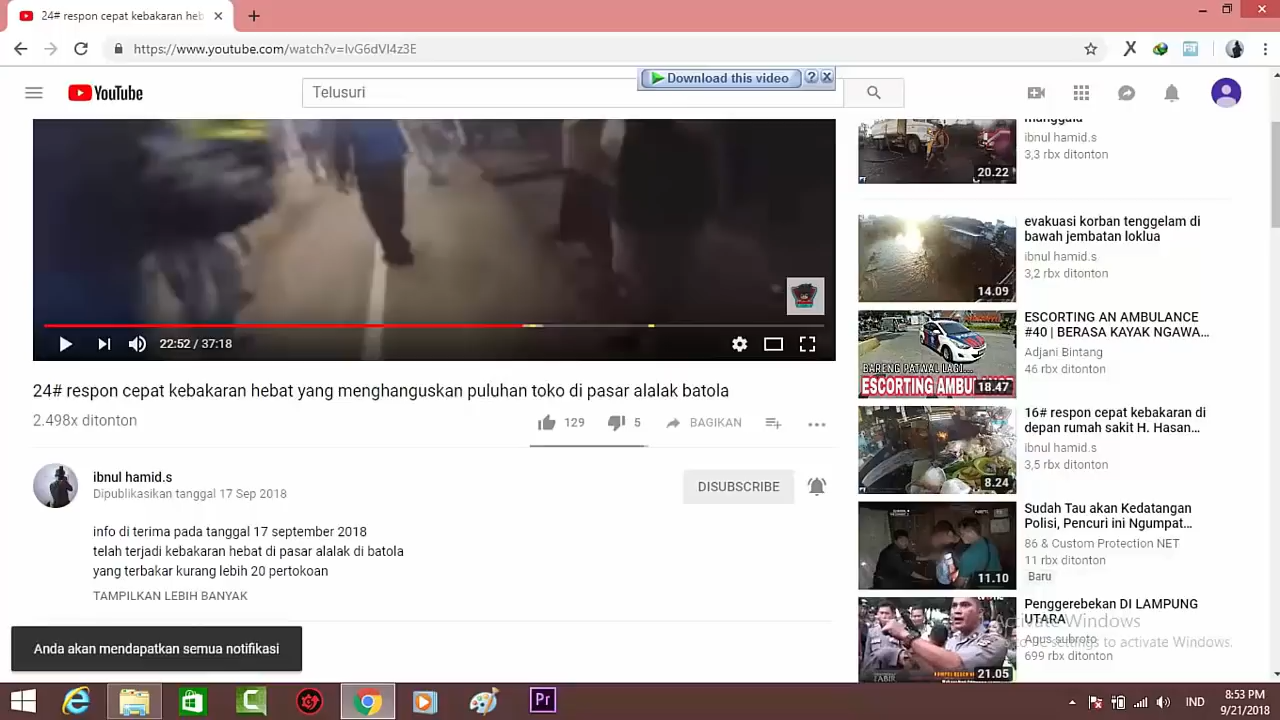 24# respon cepat kebakaran heb
https://www.youtube.com/watch?v=lvG6dVl4z3E
Download this video
YouTube
Telusuri
manggala
ibnul hamid.s
3,3 rbx ditonton
20.22
evakuasi korban tenggelam di
bawah jembatan loklua
ibnul hamid.s
3,2 rbx ditonton
14.09
22:52 / 37:18
ESCORTING AN AMBULANCE
#40 | BERASA KAYAK NGAWA...
Adjani Bintang
46 rbx ditonton
BARENG PATWAL LAGI...
ESCORTING AMBU
18.47
24# respon cepat kebakaran hebat yang menghanguskan puluhan toko di pasar alalak batola
2.498x ditonton
129
5
BAGIKAN
16# respon cepat kebakaran di
depan rumah sakit H. Hasan...
ibnul hamid.s
3,5 rbx ditonton
8.24
ibnul hamid.s
Dipublikasikan tanggal 17 Sep 2018
DISUBSCRIBE
info di terima pada tanggal 17 september 2018
telah terjadi kebakaran hebat di pasar alalak di batola
yang terbakar kurang lebih 20 pertokoan
TAMPILKAN LEBIH BANYAK
Sudah Tau akan Kedatangan
Polisi, Pencuri ini Ngumpat...
86 & Custom Protection NET
11 rbx ditonton
Baru
11.10
Penggerebekan DI LAMPUNG
UTARA
Agus subroto
699 rbx ditonton
21.05
Activate Windows
to settings to activate Windows.
Anda akan mendapatkan semua notifikasi
Pr
IND
8:53 PM
9/21/2018